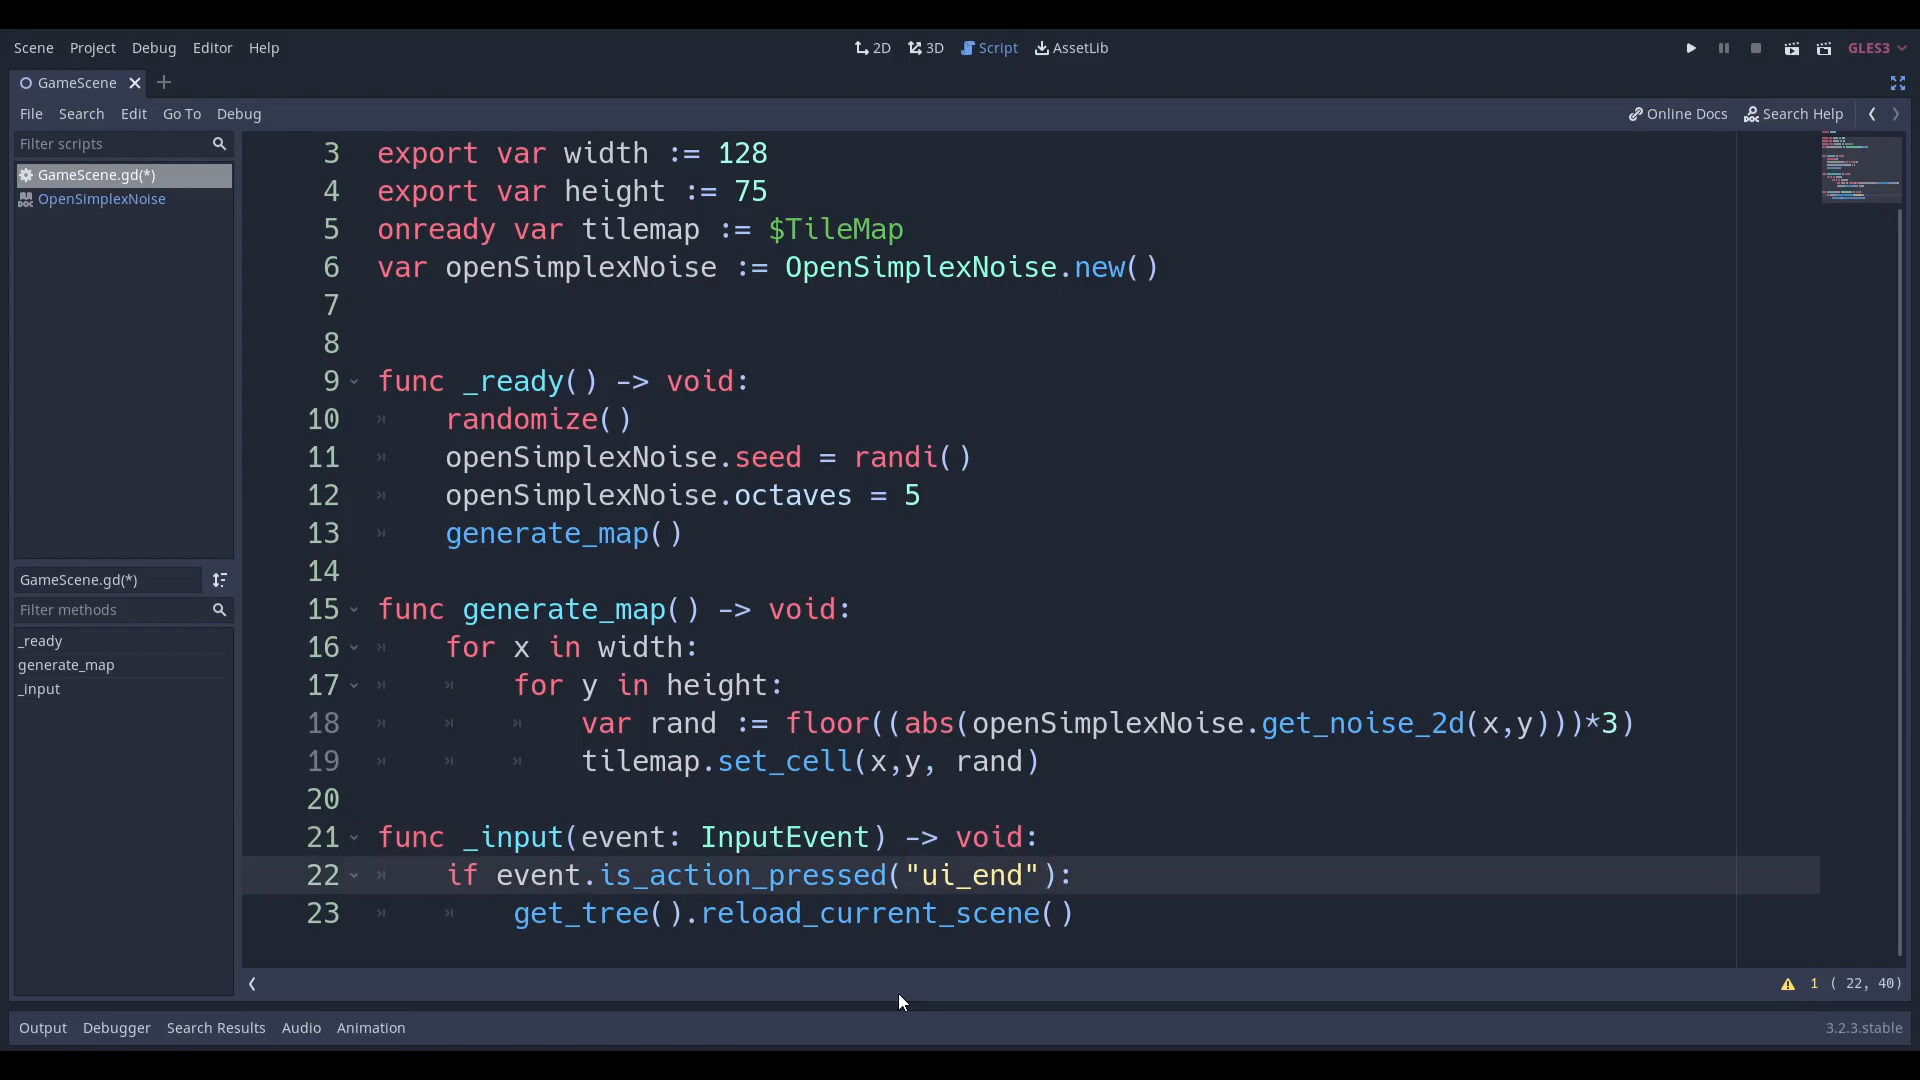 Scene Project Debug Editor Help 2D 3D Script AssetLib GLES3
GameScene
File Search Edit Go To Debug Online Docs Search Help
Filter scripts
GameScene.gd(*)
OpenSimplexNoise
GameScene.gd(*)
Filter methods
_ready
generate_map
_input
3 export var width := 128
4 export var height := 75
5 onready var tilemap := $TileMap
6 var openSimplexNoise := OpenSimplexNoise.new()
7
8
9 func _ready() -> void:
10 randomize()
11 openSimplexNoise.seed = randi()
12 openSimplexNoise.octaves = 5
13 generate_map()
14
15 func generate_map() -> void:
16 for x in width:
17 for y in height:
18 var rand := floor((abs(openSimplexNoise.get_noise_2d(x,y)))*3)
19 tilemap.set_cell(x,y, rand)
20
21 func _input(event: InputEvent) -> void:
22 if event.is_action_pressed("ui_end"):
23 get_tree().reload_current_scene()
1 ( 22, 40)
Output Debugger Search Results Audio Animation 3.2.3.stable